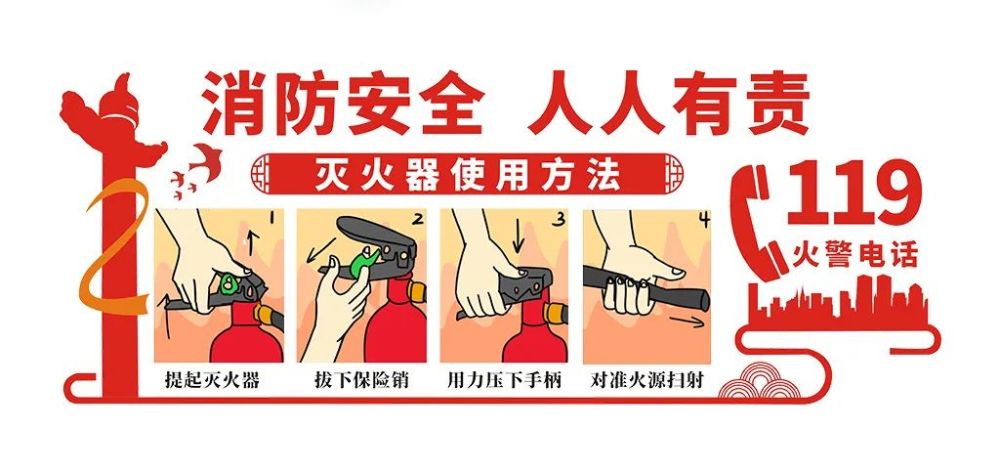 消防安全 人人有责
灭火器使用方法
119
火警电话
1
2
3
4
提起灭火器
拔下保险销
用力压下手柄
对准火源扫射